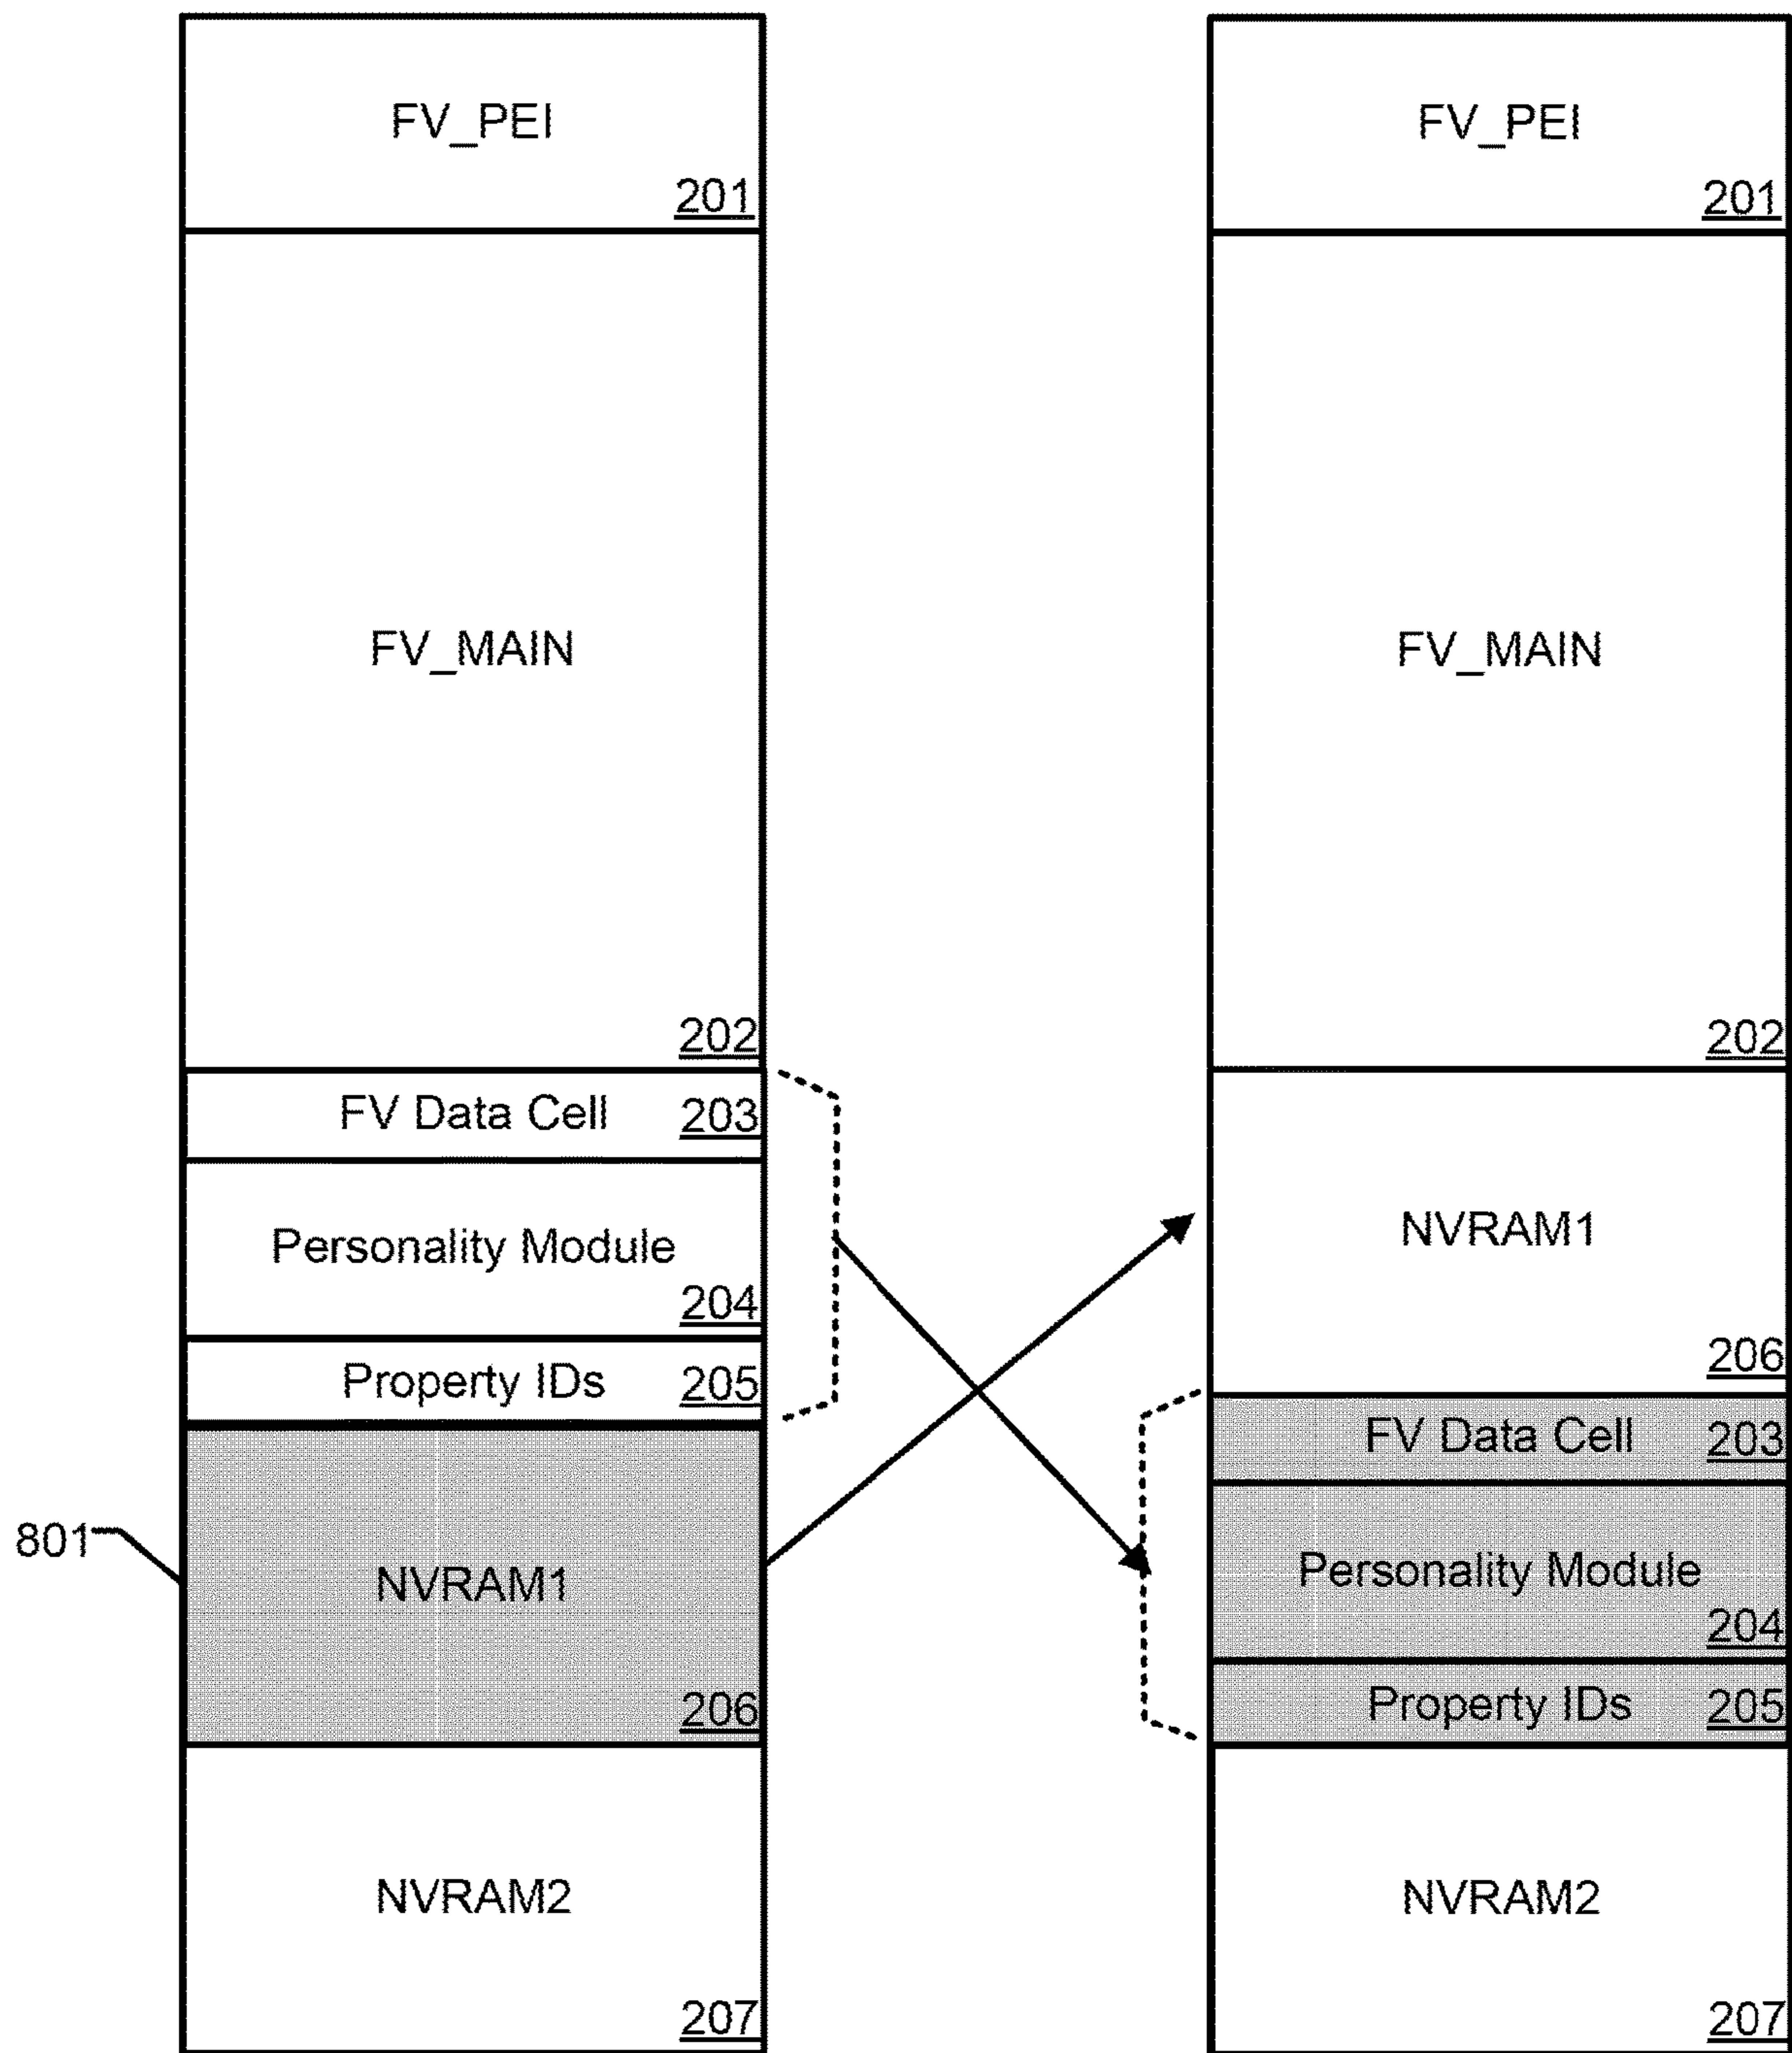 FV_PEI
201
FV_MAIN
202
FV Data Cell 203
Personality Module
204
Property IDs 205
801
NVRAM1
206
NVRAM2
207
FV_PEI
201
FV_MAIN
202
NVRAM1
206
FV Data Cell 203
Personality Module
204
Property IDs 205
NVRAM2
207